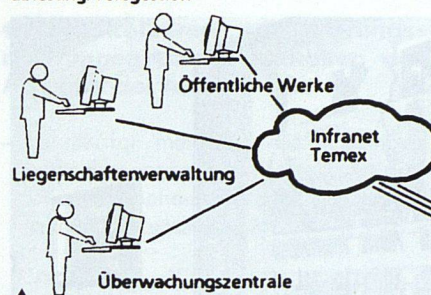 Öffentliche Werke
Infranet
Temex
Liegenschaftenverwaltung
Überwachungszentrale